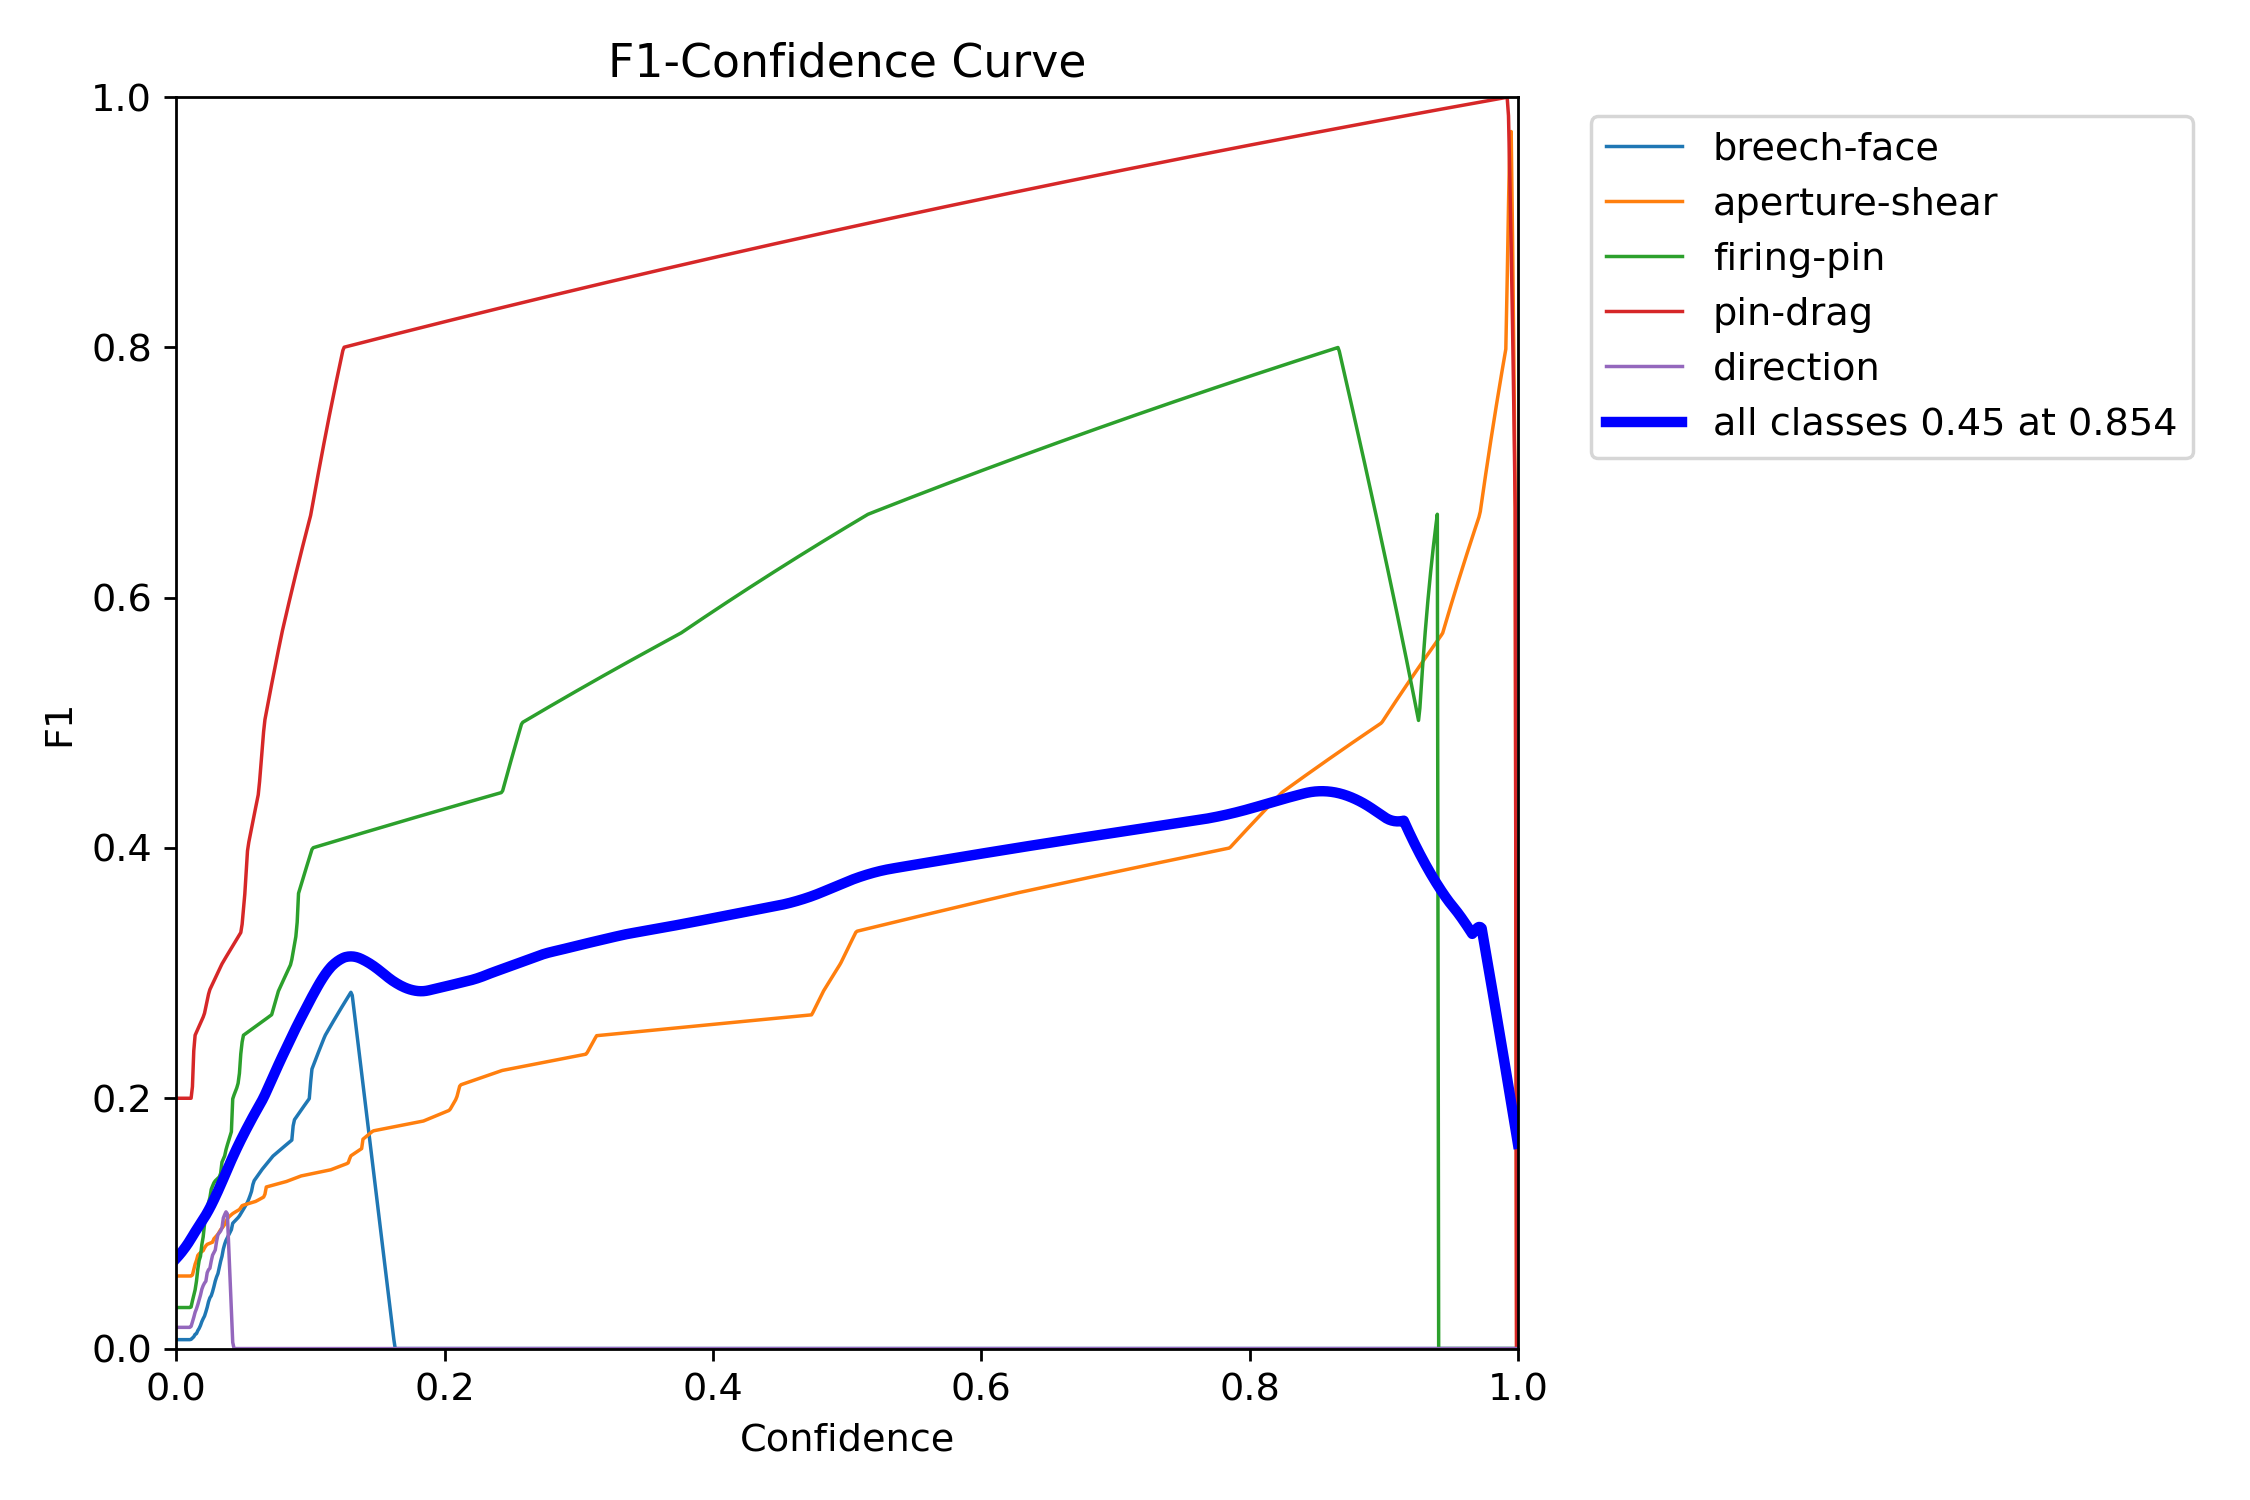 F1-Confidence Curve
1.0
0.8
0.6
0.4
0.2
0.0
F1
0.0 0.2 0.4 0.6 0.8 1.0
Confidence
breech-face
aperture-shear
firing-pin
pin-drag
direction
all classes 0.45 at 0.854